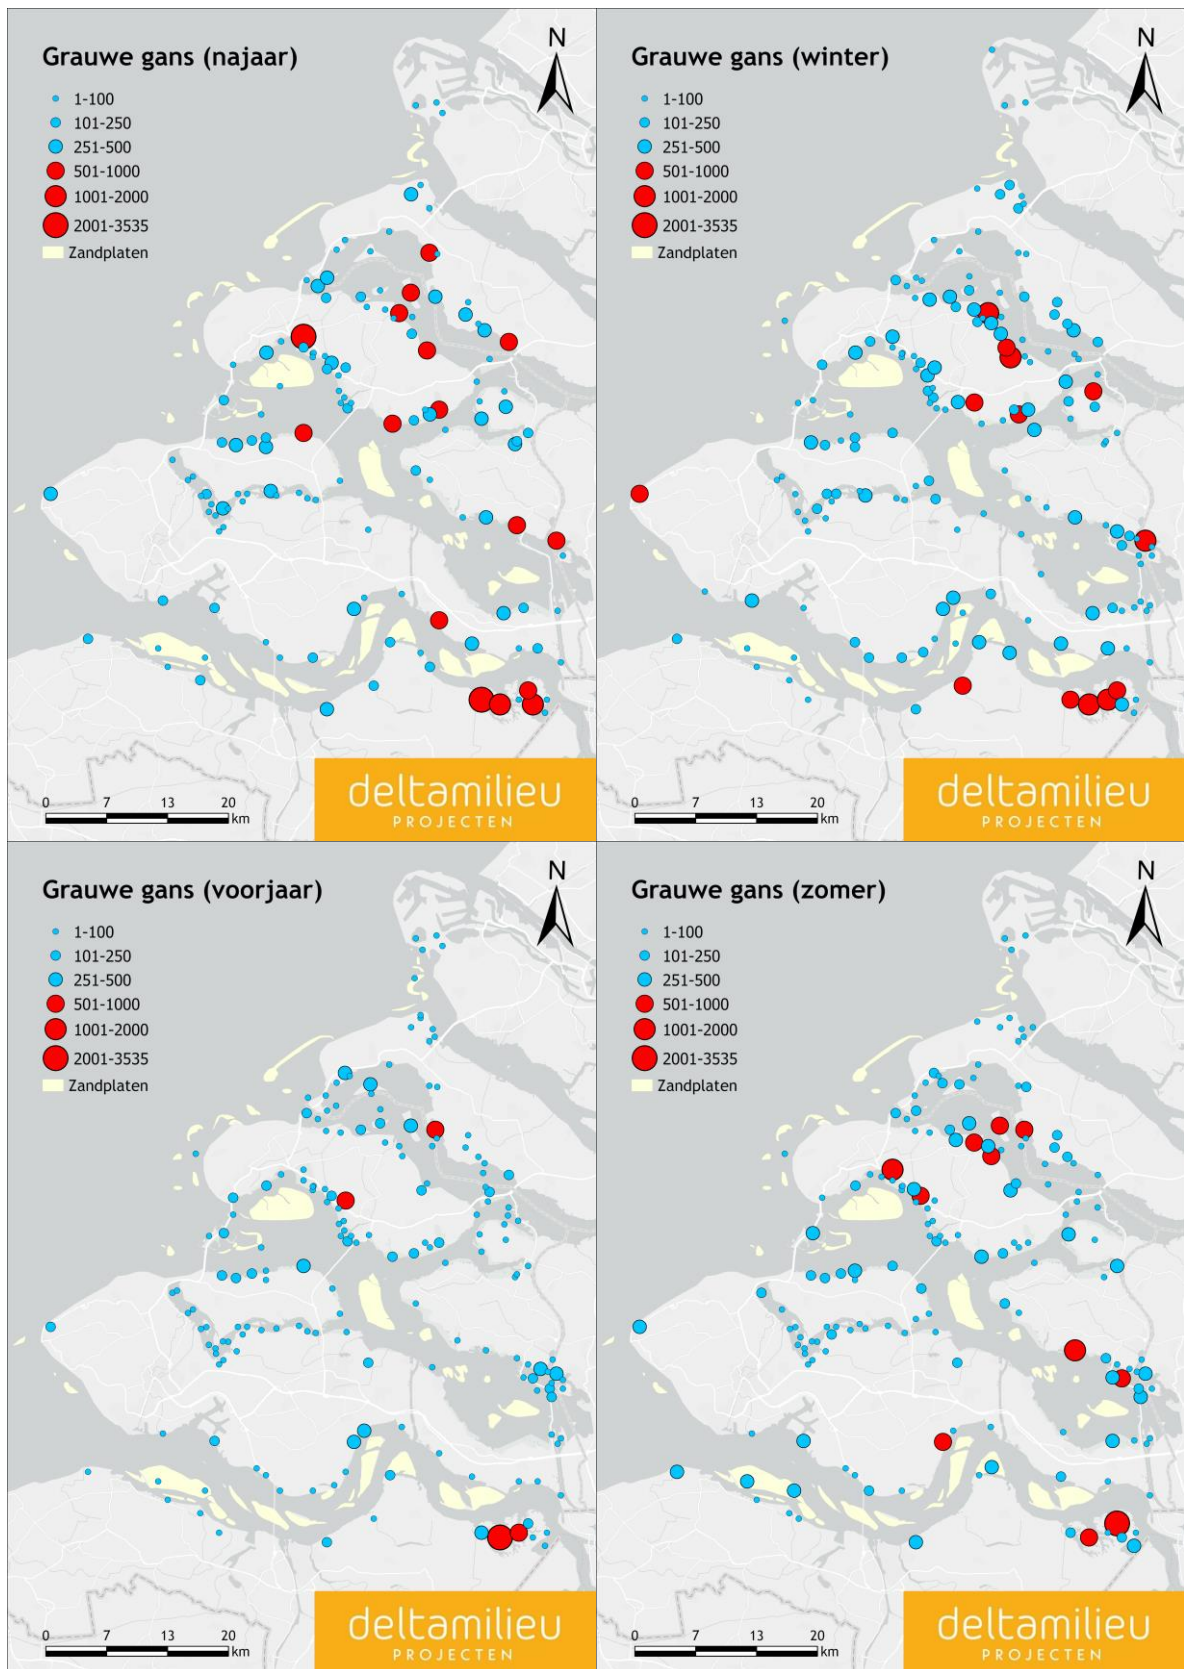 Grauwe gans (najaar)
N
1-100
101-250
251-500
501-1000
1001-2000
2001-3535
Zandplaten
0 7 13 20
km
deltamilieu
PROJECTEN
Grauwe gans (winter)
N
1-100
101-250
251-500
501-1000
1001-2000
2001-3535
Zandplaten
0 7 13 20
km
deltamilieu
PROJECTEN
Grauwe gans (voorjaar)
N
1-100
101-250
251-500
501-1000
1001-2000
2001-3535
Zandplaten
0 7 13 20
km
deltamilieu
PROJECTEN
Grauwe gans (zomer)
N
1-100
101-250
251-500
501-1000
1001-2000
2001-3535
Zandplaten
0 7 13 20
km
deltamilieu
PROJECTEN